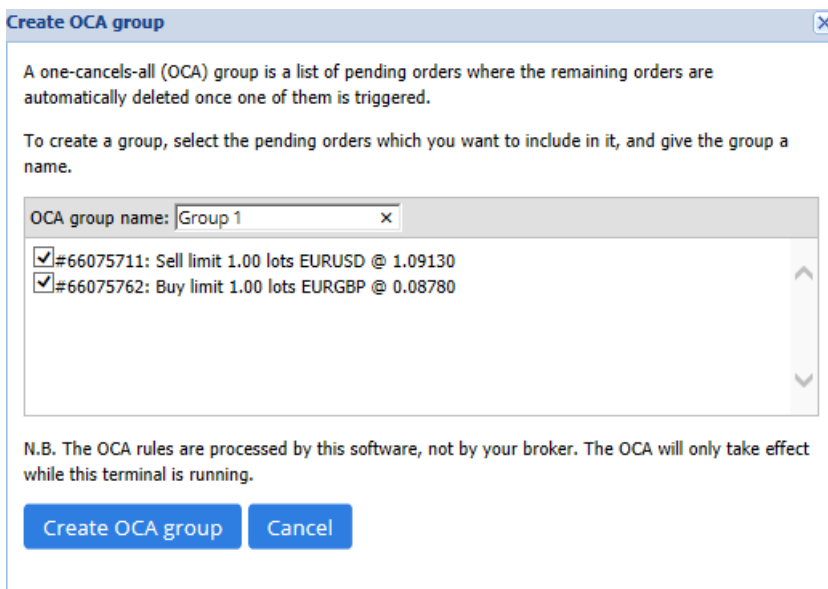 Create OCA group
A one-cancels-all (OCA) group is a list of pending orders where the remaining orders are
automatically deleted once one of them is triggered.
To create a group, select the pending orders which you want to include in it, and give the group a
name.
OCA group name: Group 1
#66075711: Sell limit 1.00 lots EURUSD @ 1.09130
#66075762: Buy limit 1.00 lots EURGBP @ 0.08780
N.B. The OCA rules are processed by this software, not by your broker. The OCA will only take effect
while this terminal is running.
Create OCA group Cancel